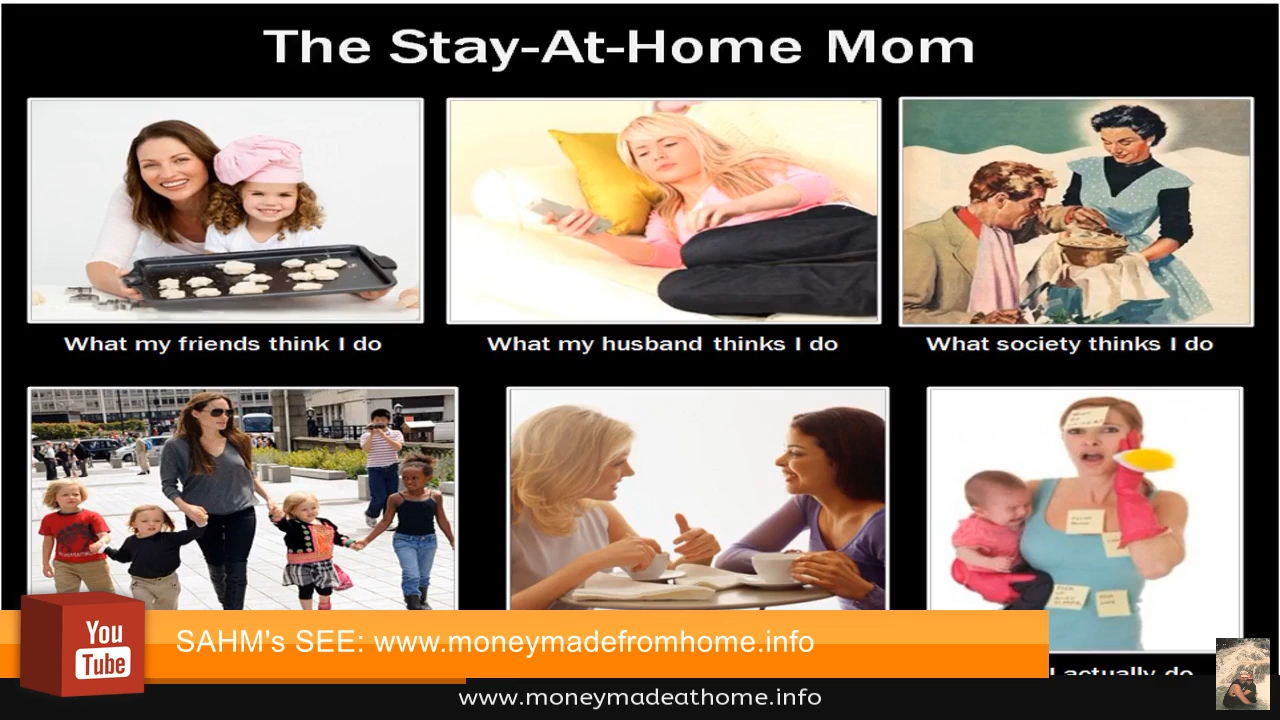 The Stay-At-Home Mom
What my friends think I do
What my husband thinks I do
What society thinks I do
You
Tube
SAHM's SEE: www.moneymadefromhome.info
I actually do
www.moneymadeathome.info